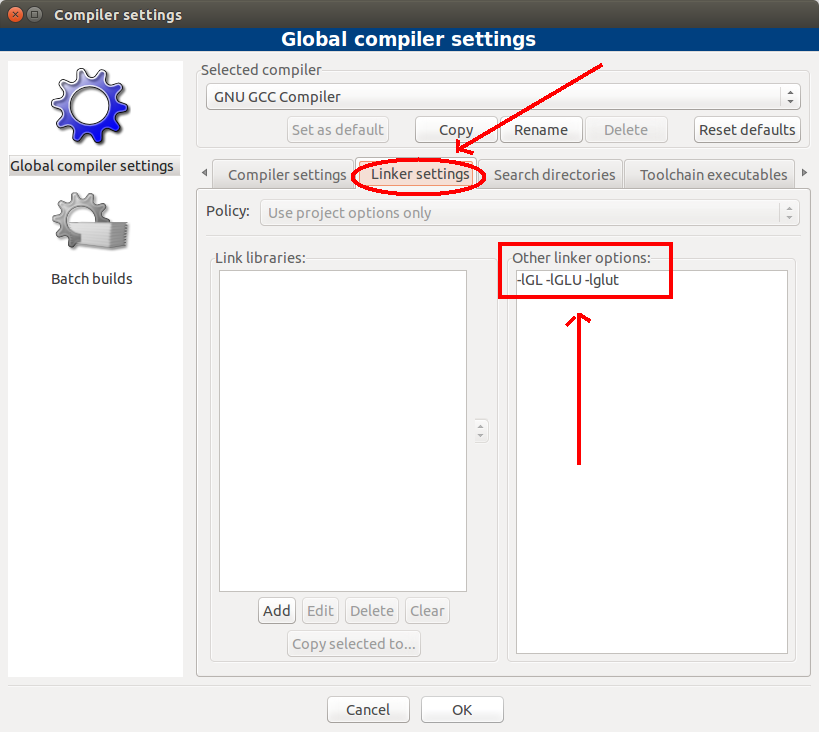 Compiler settings
Global compiler settings
Global compiler settings
Batch builds
Selected compiler
GNU GCC Compiler
Set as default Copy Rename Delete Reset defaults
Compiler settings Linker settings Search directories Toolchain executables
Policy: Use project options only
Link libraries:
Other linker options:
-lGL -lGLU -lglut
Add Edit Delete Clear
Copy selected to...
Cancel OK